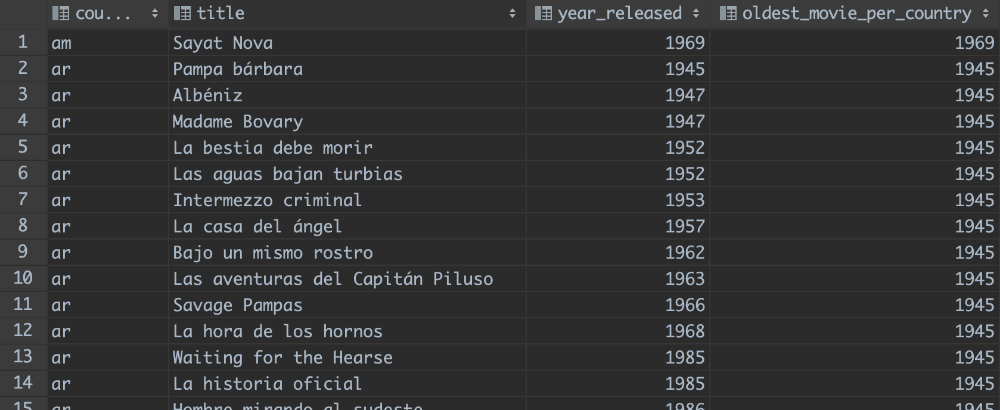 cou... title year_released oldest_movie_per_country
1 am Sayat Nova 1969 1969
2 ar Pampa bárbara 1945 1945
3 ar Albéniz 1947 1945
4 ar Madame Bovary 1947 1945
5 ar La bestia debe morir 1952 1945
6 ar Las aguas bajan turbias 1952 1945
7 ar Intermezzo criminal 1953 1945
8 ar La casa del ángel 1957 1945
9 ar Bajo un mismo rostro 1962 1945
10 ar Las aventuras del Capitán Piluso 1963 1945
11 ar Savage Pampas 1966 1945
12 ar La hora de los hornos 1968 1945
13 ar Waiting for the Hearse 1985 1945
14 ar La historia oficial 1985 1945
15 ar Hombre mirando al sudeste 1986 1945